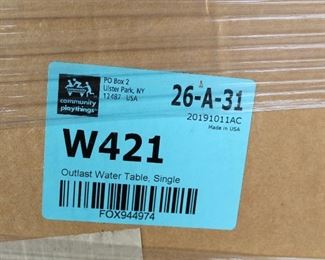 community
playthings
PO Box 2
Ulster Park, NY
12487 USA
26-A-31
20191011AC
Made in USA
W421
Outlast Water Table, Single
FOX944974